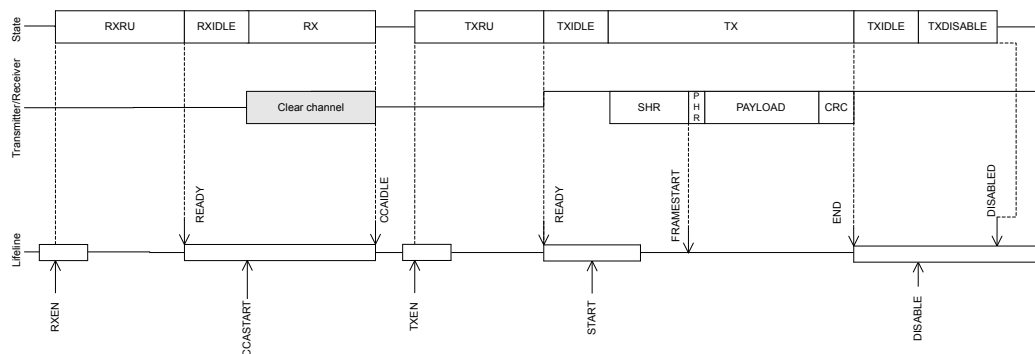 State
RXRU
RXIDLE
RX
TXRU
TXIDLE
TX
TXIDLE
TXDISABLE
Transmitter/Receiver
Clear channel
SHR
P
H
R
PAYLOAD
CRC
READY
CCAIDLE
READY
FRAMESTART
END
DISABLED
Lifeline
RXEN
CCASTART
TXEN
START
DISABLE